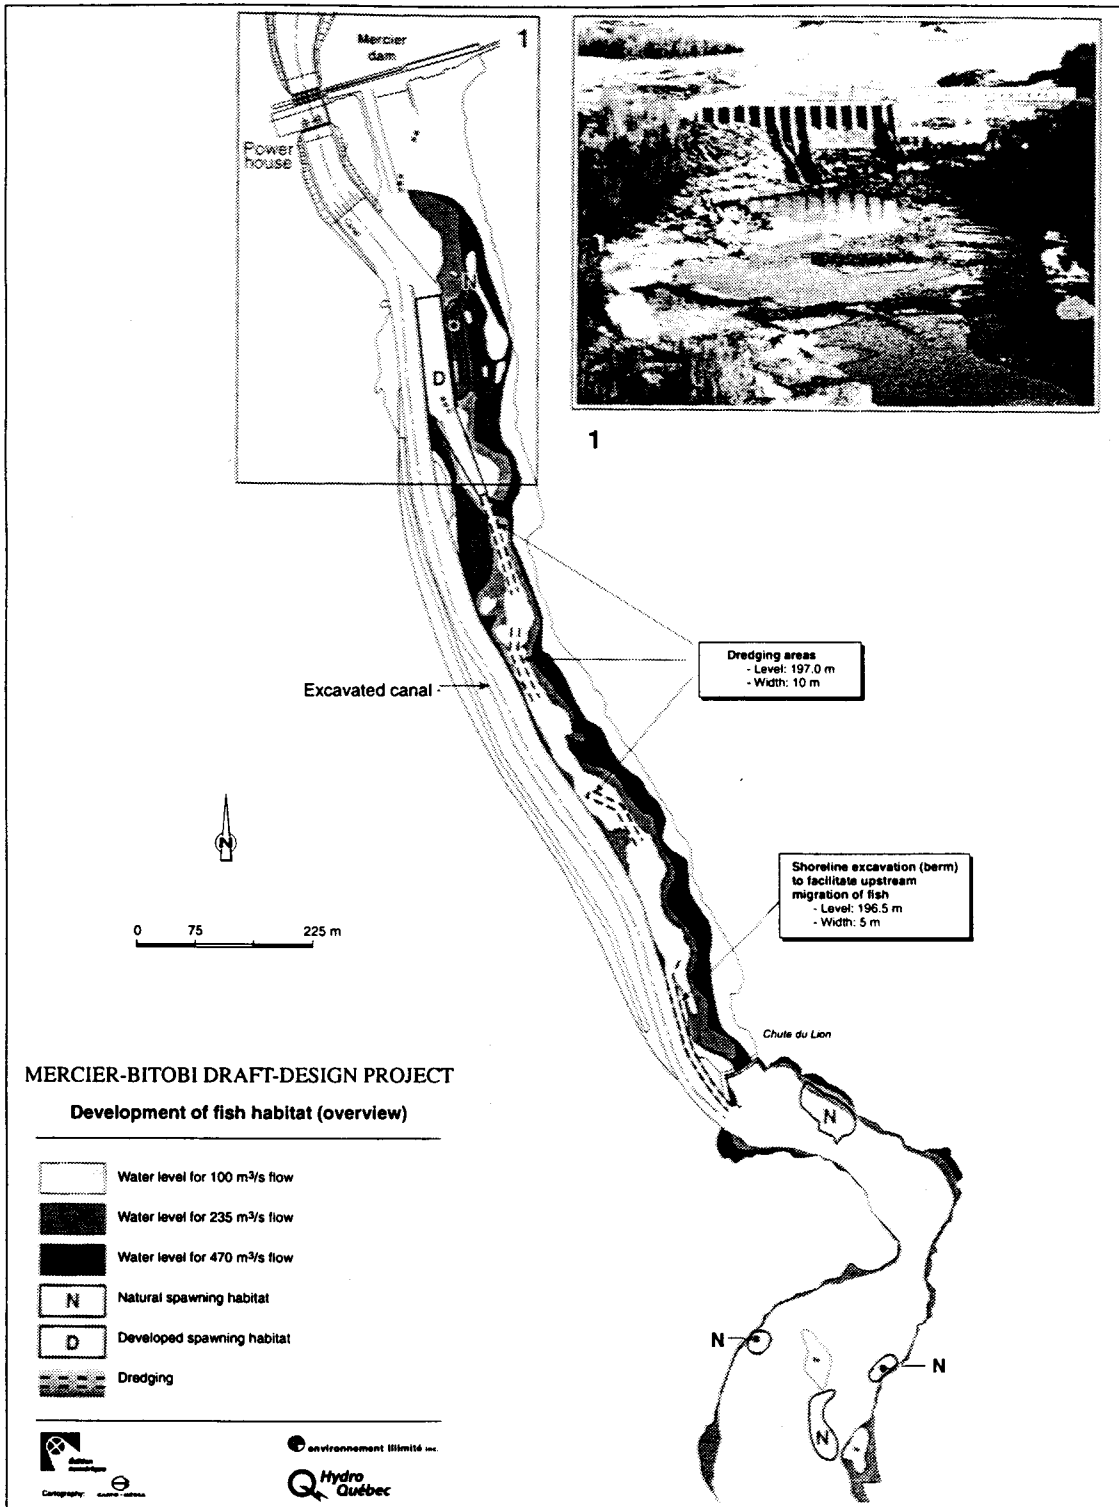 Mercier
dam
1
Power
house
Canal
N
D
1
Dredging areas
- Level: 197.0 m
- Width: 10 m
Excavated canal
N
0 75 225 m
Shoreline excavation (berm)
to facilitate upstream
migration of fish
- Level: 196.5 m
- Width: 5 m
Chute du Lion
N
MERCIER-BITOBI DRAFT-DESIGN PROJECT
Development of fish habitat (overview)
Water level for 100 m³/s flow
Water level for 235 m³/s flow
Water level for 470 m³/s flow
N Natural spawning habitat
D Developed spawning habitat
Dredging
N
N
N
environnement illimité inc.
Hydro
Québec
Cartography: